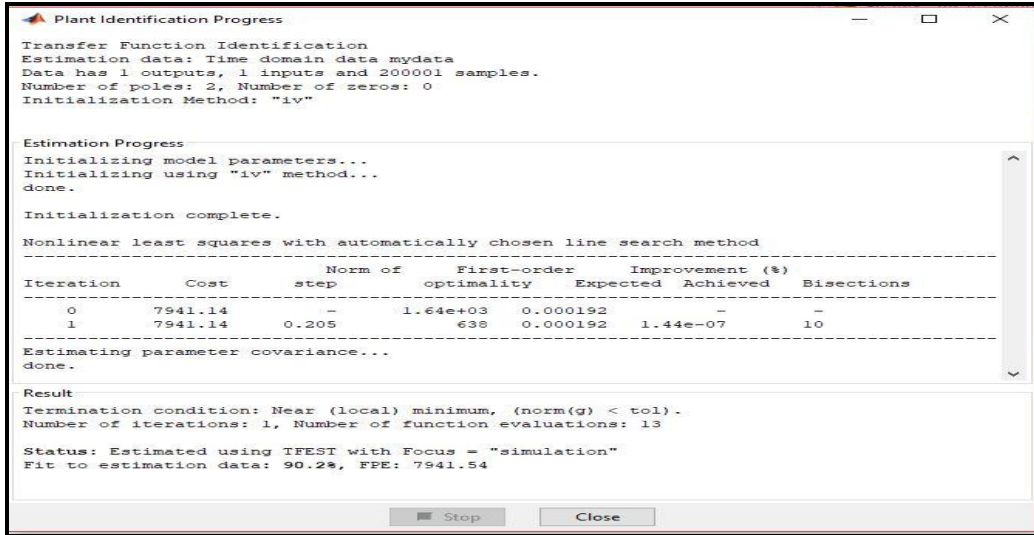 Plant Identification Progress
Transfer Function Identification
Estimation data: Time domain data mydata
Data has 1 outputs, 1 inputs and 200001 samples.
Number of poles: 2, Number of zeros: 0
Initialization Method: "iv"
Estimation Progress
Initializing model parameters...
Initializing using "iv" method...
done.
Initialization complete.
Nonlinear least squares with automatically chosen line search method
------------------------------------------------------------------------------------------
Norm of First-order Improvement (%)
Iteration Cost step optimality Expected Achieved Bisections
------------------------------------------------------------------------------------------
0 7941.14 - 1.64e+03 0.000192 - -
1 7941.14 0.205 638 0.000192 1.44e-07 10
------------------------------------------------------------------------------------------
Estimating parameter covariance...
done.
Result
Termination condition: Near (local) minimum, (norm(g) < tol).
Number of iterations: 1, Number of function evaluations: 13
Status: Estimated using TFEST with Focus = "simulation"
Fit to estimation data: 90.2%, FPE: 7941.54
Stop Close